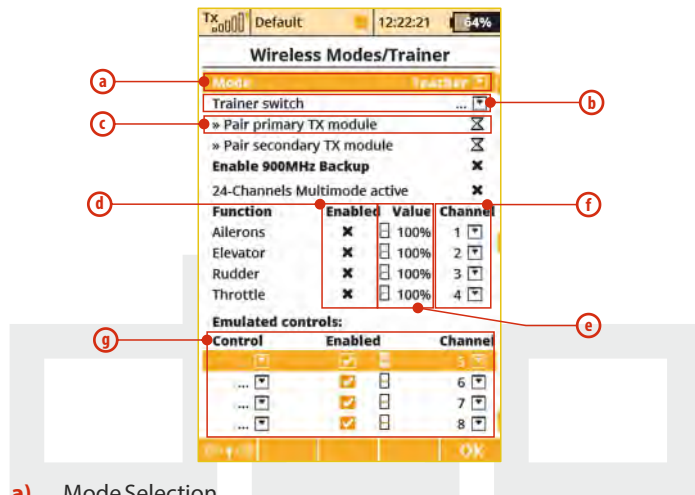 Tx Default 12:22:21 64%
Wireless Modes/Trainer
a Mode Teacher
Trainer switch ... b
c » Pair primary TX module
» Pair secondary TX module
Enable 900MHz Backup
24-Channels Multimode active
d f
Function Enabled Value Channel
Ailerons 100% 1
Elevator 100% 2
Rudder 100% 3
Throttle 100% 4
e
Emulated controls:
g Control Enabled Channel
5
... 6
... 7
... 8
OK
a) Mode Selection